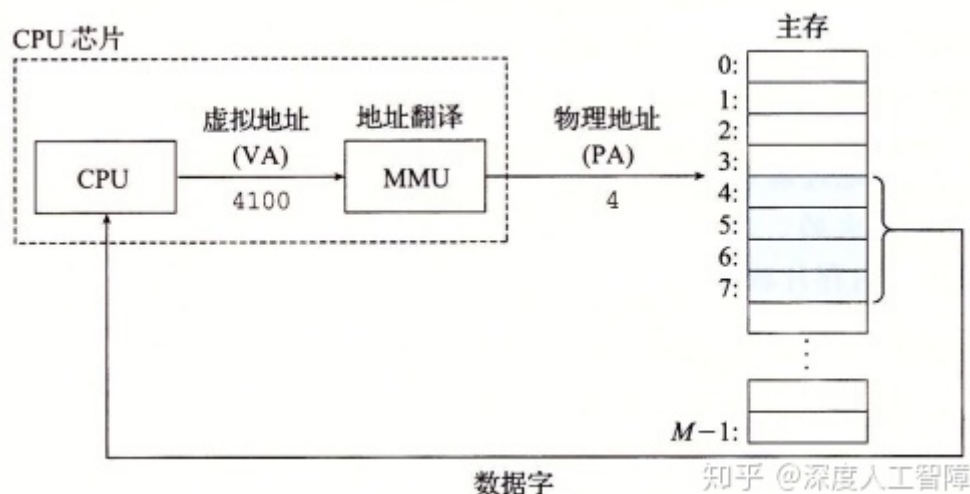 CPU 芯片
主存
虚拟地址
(VA)
4100
地址翻译
物理地址
(PA)
4
CPU
MMU
0:
1:
2:
3:
4:
5:
6:
7:
M−1:
数据字
知乎 @深度人工智障